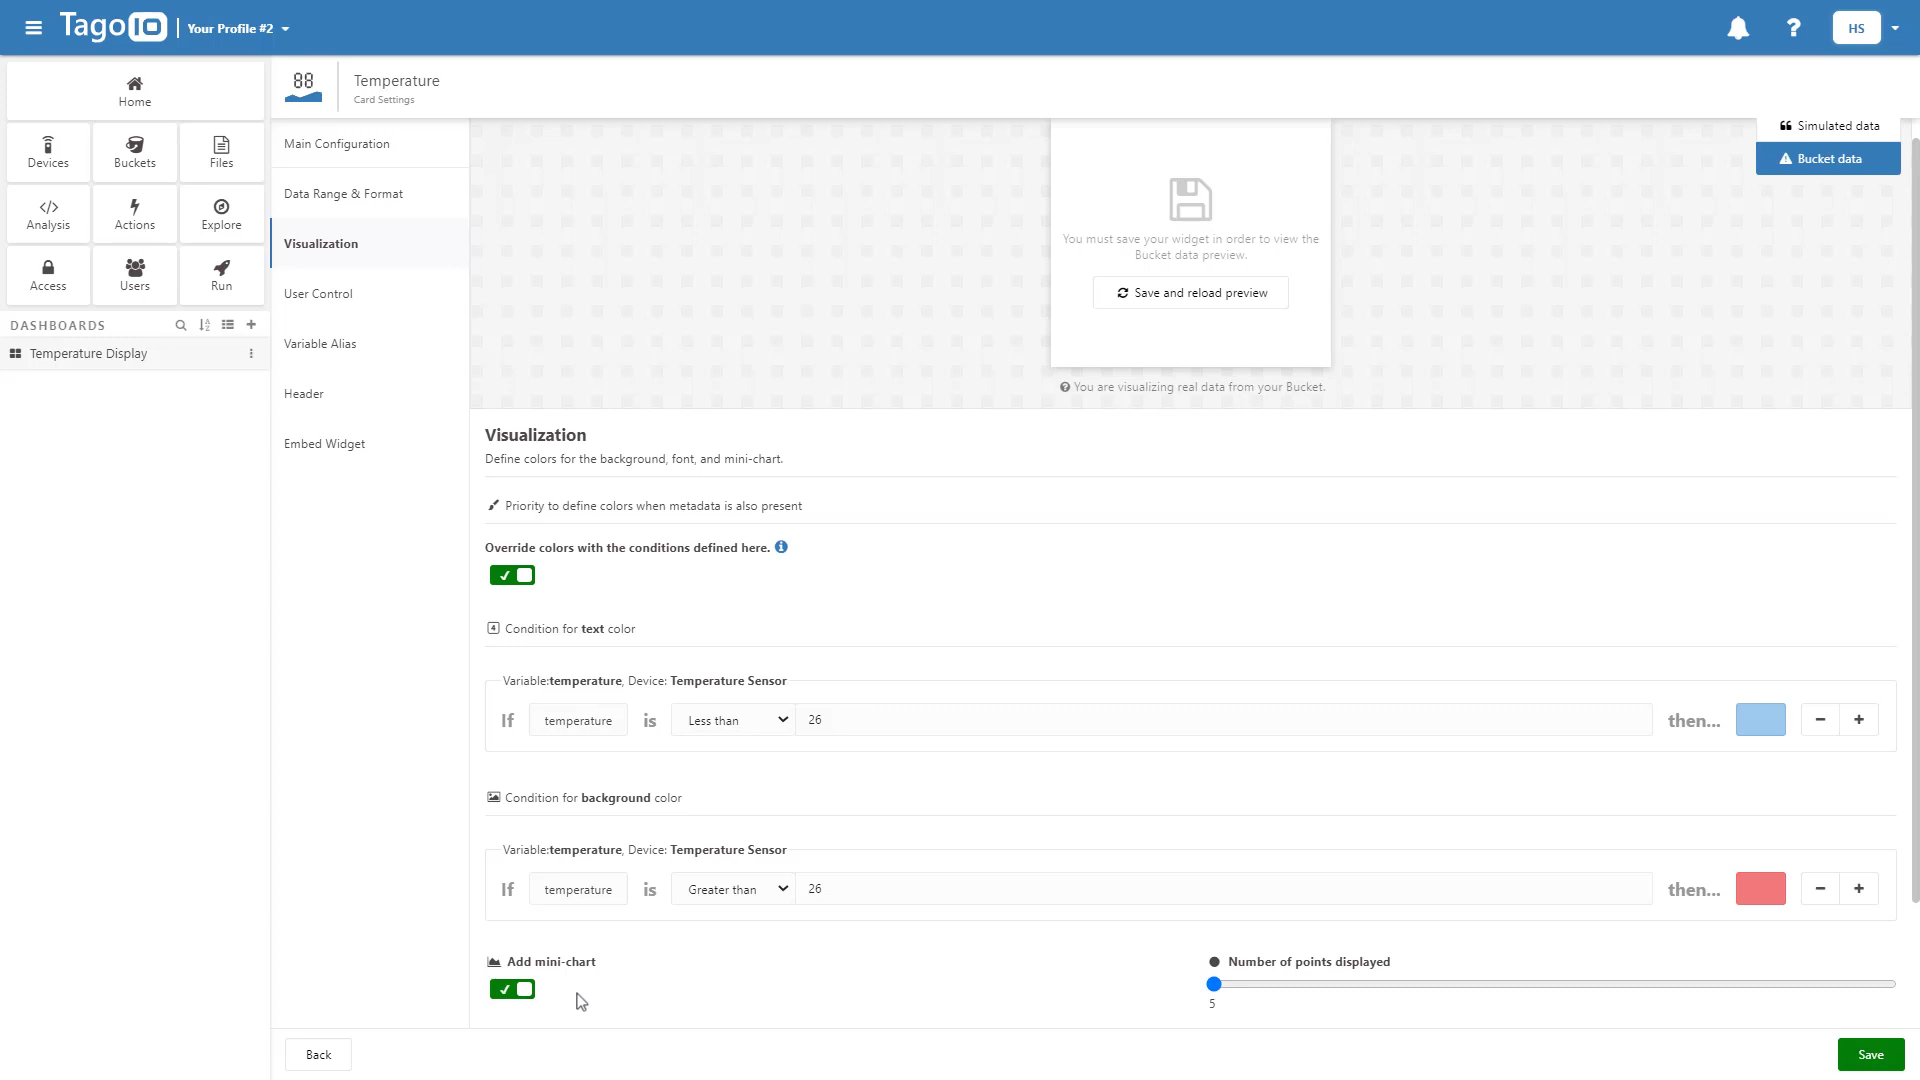 Tago IO
Your Profile #2
HS
Home
Devices
Buckets
Files
Analysis
Actions
Explore
Access
Users
Run
DASHBOARDS
Temperature Display
88
Temperature
Card Settings
Main Configuration
Data Range & Format
Visualization
User Control
Variable Alias
Header
Embed Widget
Simulated data
Bucket data
You must save your widget in order to view the
Bucket data preview.
Save and reload preview
You are visualizing real data from your Bucket.
Visualization
Define colors for the background, font, and mini-chart.
Priority to define colors when metadata is also present
Override colors with the conditions defined here.
Condition for text color
Variable:temperature, Device: Temperature Sensor
If temperature is Less than 26 then...
Condition for background color
Variable:temperature, Device: Temperature Sensor
If temperature is Greater than 26 then...
Add mini-chart
Number of points displayed
5
Back
Save